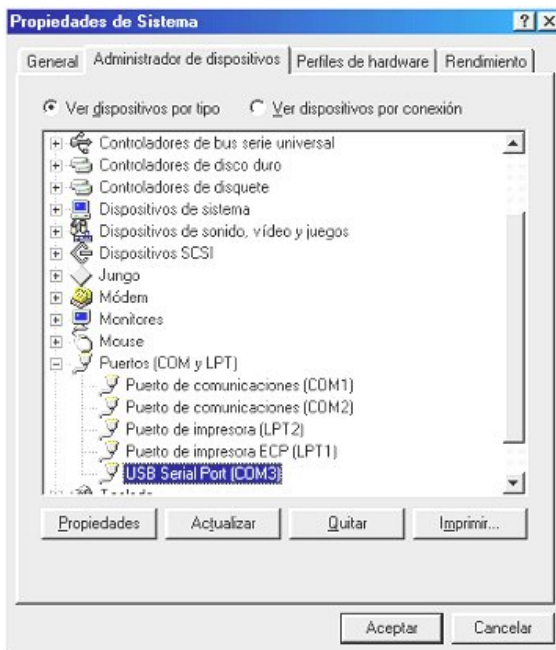 Propiedades de Sistema
General Administrador de dispositivos Perfiles de hardware Rendimiento
Ver dispositivos por tipo Ver dispositivos por conexión
Controladores de bus serie universal
Controladores de disco duro
Controladores de disquete
Dispositivos de sistema
Dispositivos de sonido, vídeo y juegos
Dispositivos SCSI
Jungo
Módem
Monitores
Mouse
Puertos (COM y LPT)
Puerto de comunicaciones (COM1)
Puerto de comunicaciones (COM2)
Puerto de impresora (LPT2)
Puerto de impresora ECP (LPT1)
USB Serial Port (COM3)
Propiedades Actualizar Quitar Imprimir...
Aceptar Cancelar